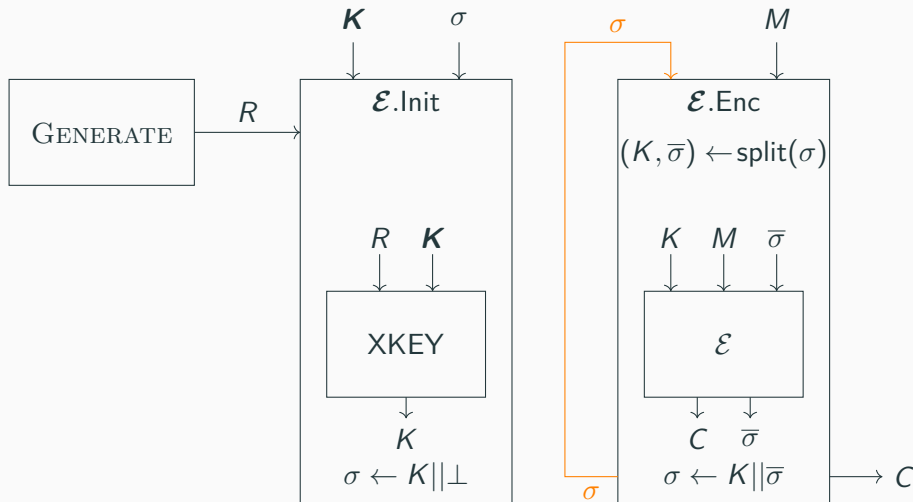 K σ
σ M
GENERATE
R
ℰ.Init
ℰ.Enc
(K, σ̅) ← split(σ)
R K
K M σ̅
XKEY
ℰ
K
C σ̅
σ ← K||⊥
σ
σ ← K||σ̅
C